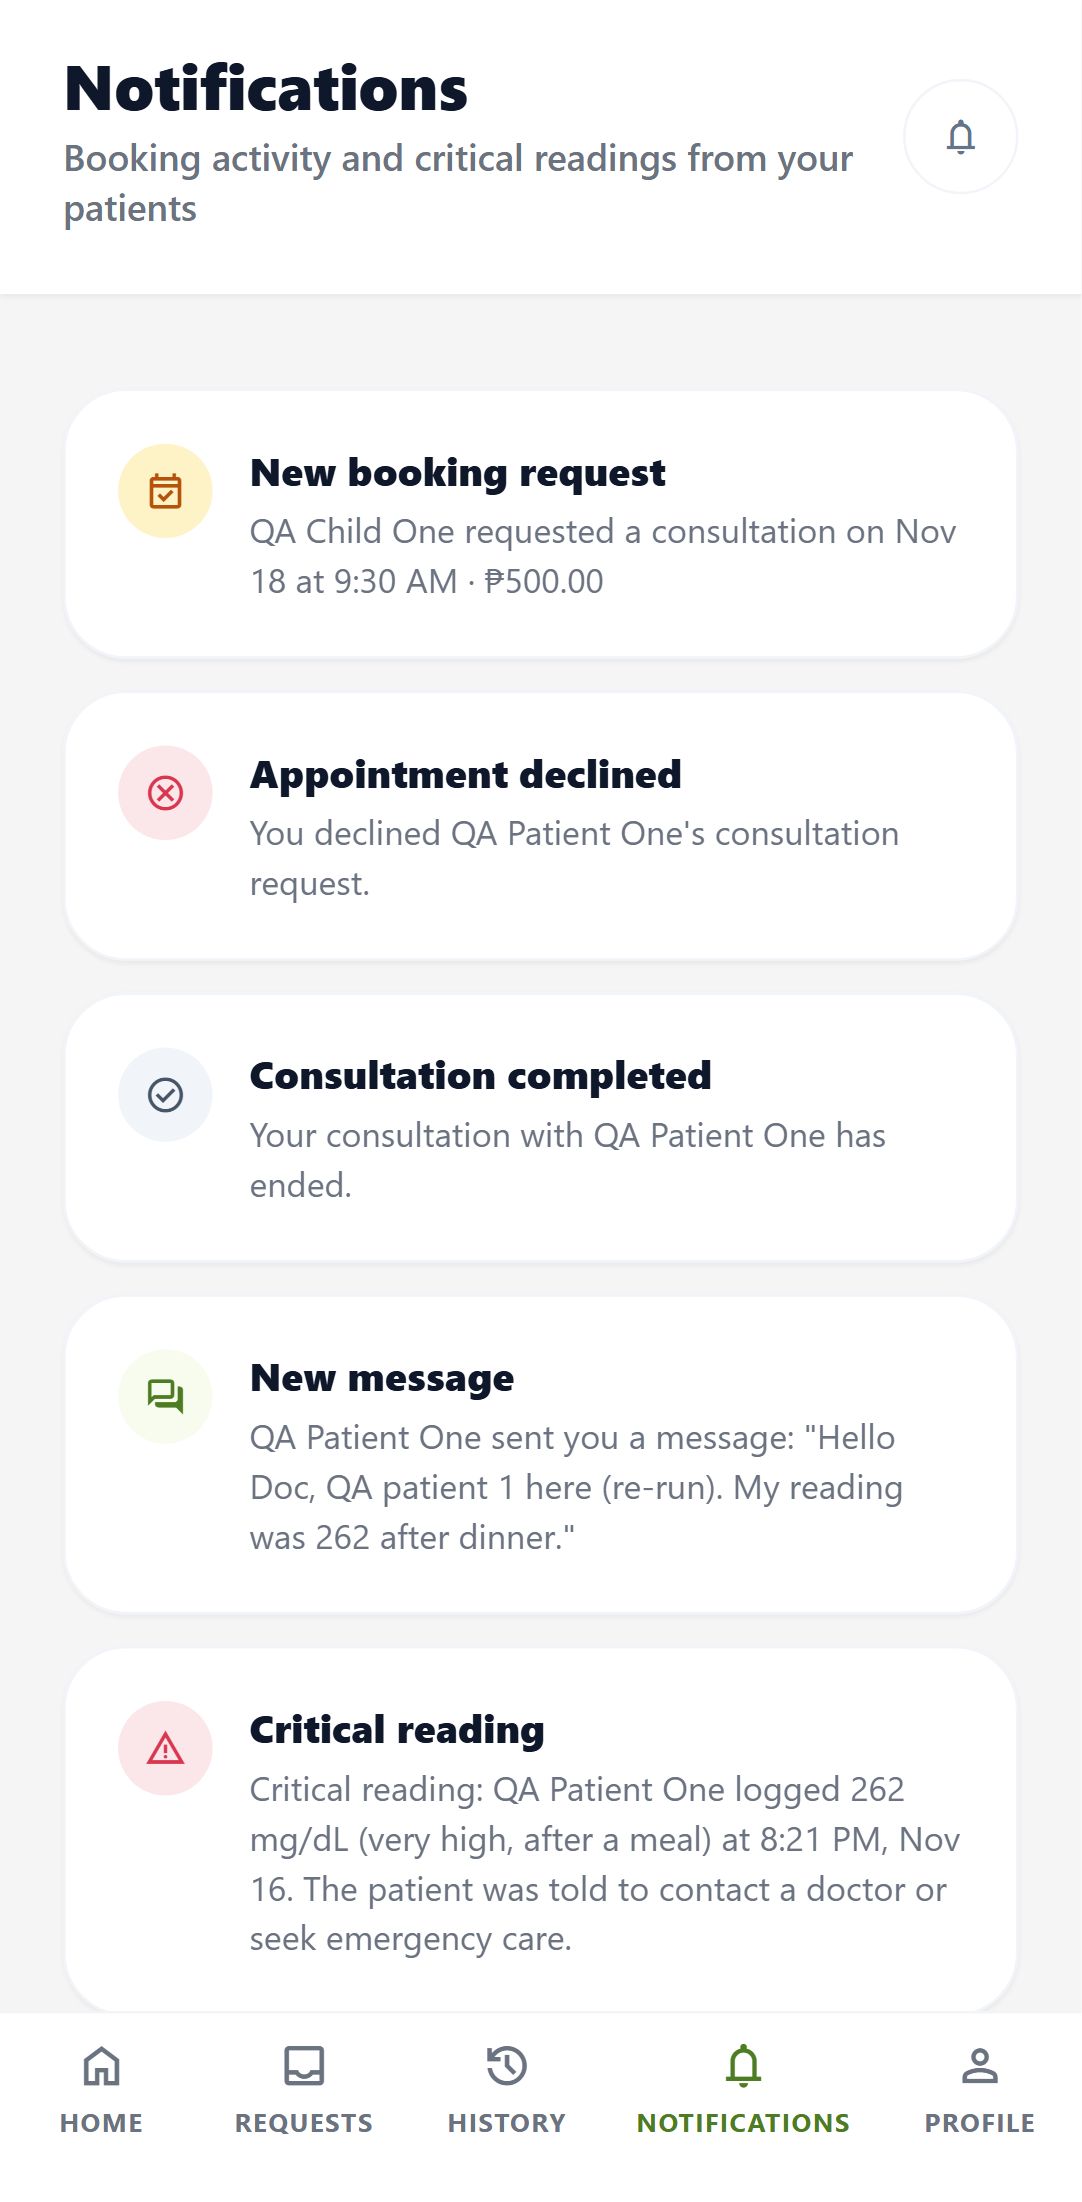 Notifications
Booking activity and critical readings from your
patients
New booking request
QA Child One requested a consultation on Nov
18 at 9:30 AM · ₱500.00
Appointment declined
You declined QA Patient One's consultation
request.
Consultation completed
Your consultation with QA Patient One has
ended.
New message
QA Patient One sent you a message: "Hello
Doc, QA patient 1 here (re-run). My reading
was 262 after dinner."
Critical reading
Critical reading: QA Patient One logged 262
mg/dL (very high, after a meal) at 8:21 PM, Nov
16. The patient was told to contact a doctor or
seek emergency care.
HOME
REQUESTS
HISTORY
NOTIFICATIONS
PROFILE